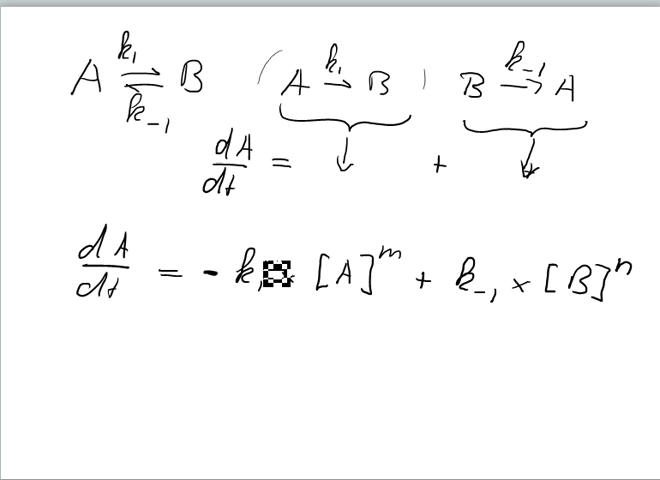 A k₁ ⇌ k₋₁ B ( A k₁ → B | B k₋₁ → A
dA/dt = ↓ + ↓
dA/dt = - k₁ [A]ᵐ + k₋₁ × [B]ⁿ